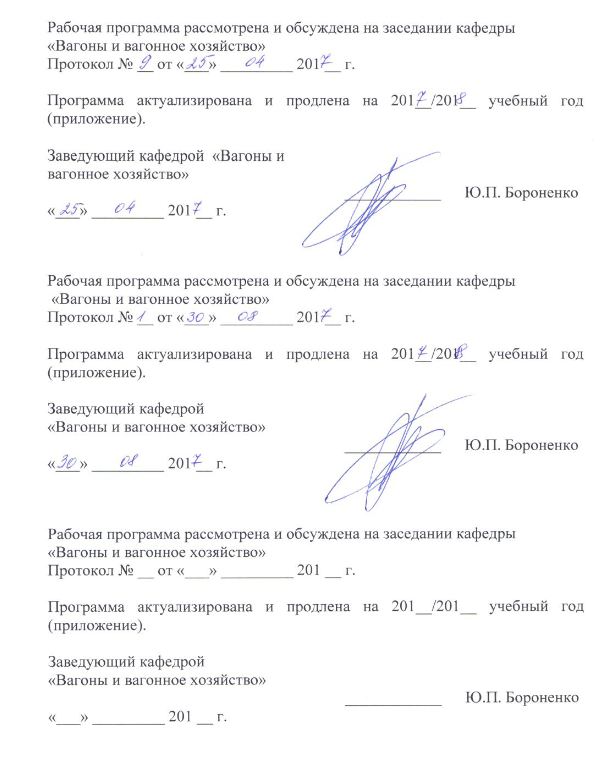 Рабочая программа рассмотрена и обсуждена на заседании кафедры
«Вагоны и вагонное хозяйство»
Протокол № 9 от «25» 04 2017 г.
Программа актуализирована и продлена на 2017/2018 учебный год
(приложение).
Заведующий кафедрой «Вагоны и
вагонное хозяйство»
Ю.П. Бороненко
«25» 04 2017 г.
Рабочая программа рассмотрена и обсуждена на заседании кафедры
«Вагоны и вагонное хозяйство»
Протокол № 1 от «30» 08 2017 г.
Программа актуализирована и продлена на 2017/2018 учебный год
(приложение).
Заведующий кафедрой
«Вагоны и вагонное хозяйство»
Ю.П. Бороненко
«30» 08 2017 г.
Рабочая программа рассмотрена и обсуждена на заседании кафедры
«Вагоны и вагонное хозяйство»
Протокол № __ от «___» _________ 201 __ г.
Программа актуализирована и продлена на 201__/201__ учебный год
(приложение).
Заведующий кафедрой
«Вагоны и вагонное хозяйство»
____________ Ю.П. Бороненко
«___» _________ 201 __ г.